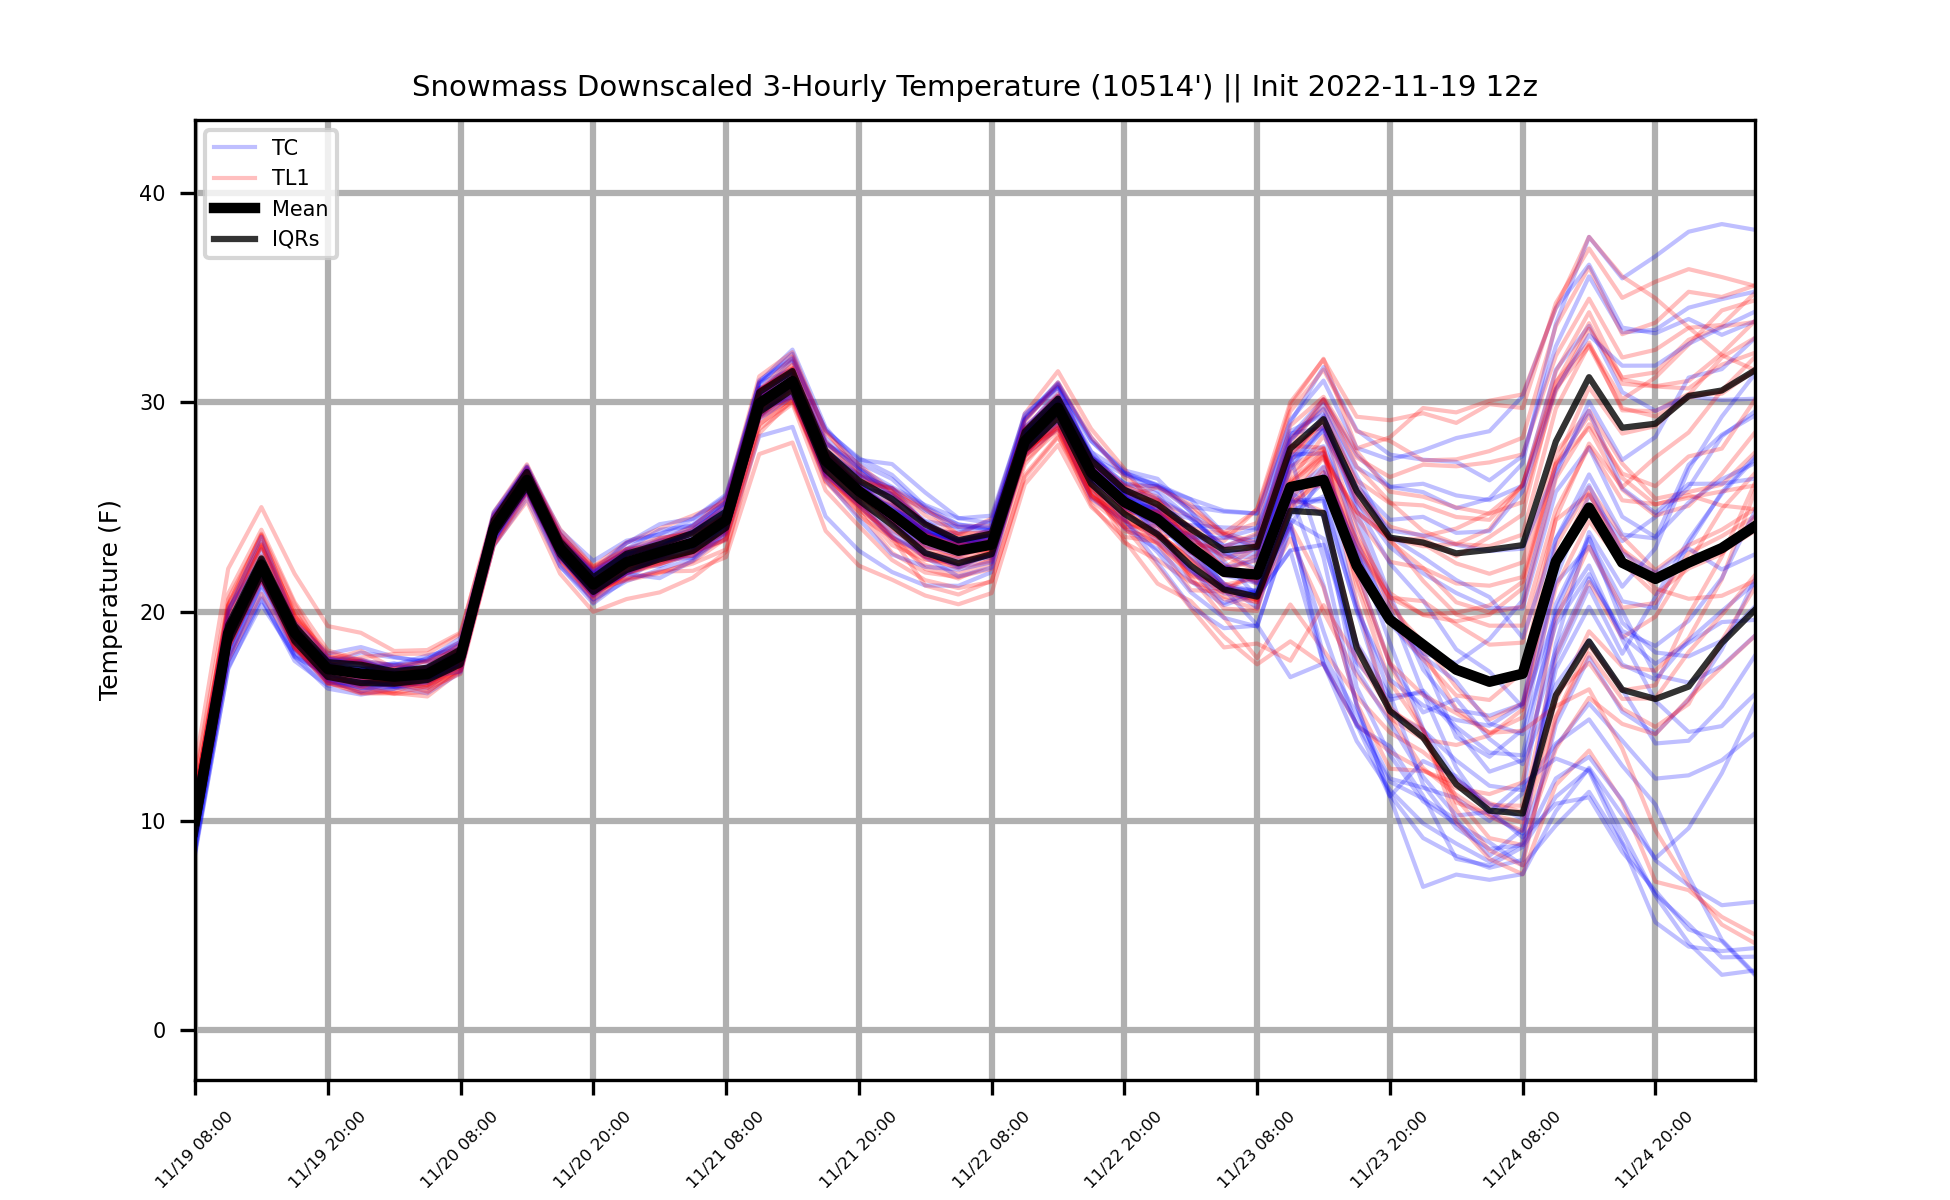 Snowmass Downscaled 3-Hourly Temperature (10514') || Init 2022-11-19 12z
TC
TL1
Mean
IQRs
Temperature (F)
40
30
20
10
0
11/19 08:00
11/19 20:00
11/20 08:00
11/20 20:00
11/21 08:00
11/21 20:00
11/22 08:00
11/22 20:00
11/23 08:00
11/23 20:00
11/24 08:00
11/24 20:00